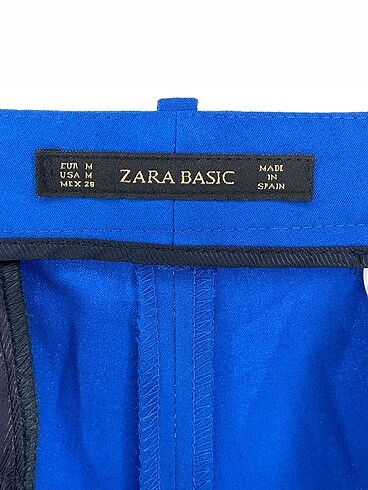 EUR M
USA M
MEX 28
ZARA BASIC
MADE
IN
SPAIN